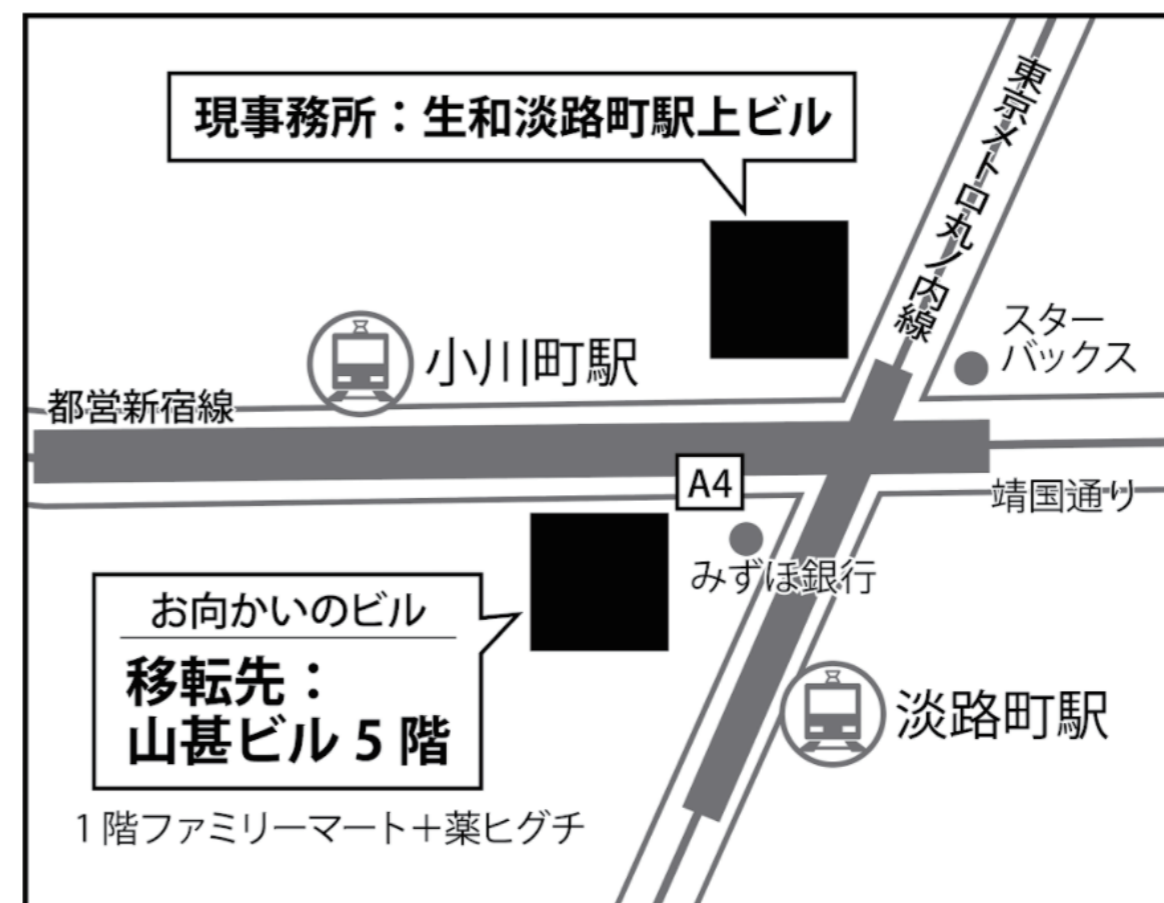 現事務所：生和淡路町駅上ビル
東京メトロ丸ノ内線
スター
バックス
小川町駅
都営新宿線
A4
靖国通り
みずほ銀行
お向かいのビル
移転先：
山甚ビル 5 階
淡路町駅
1 階ファミリーマート＋薬ヒグチ